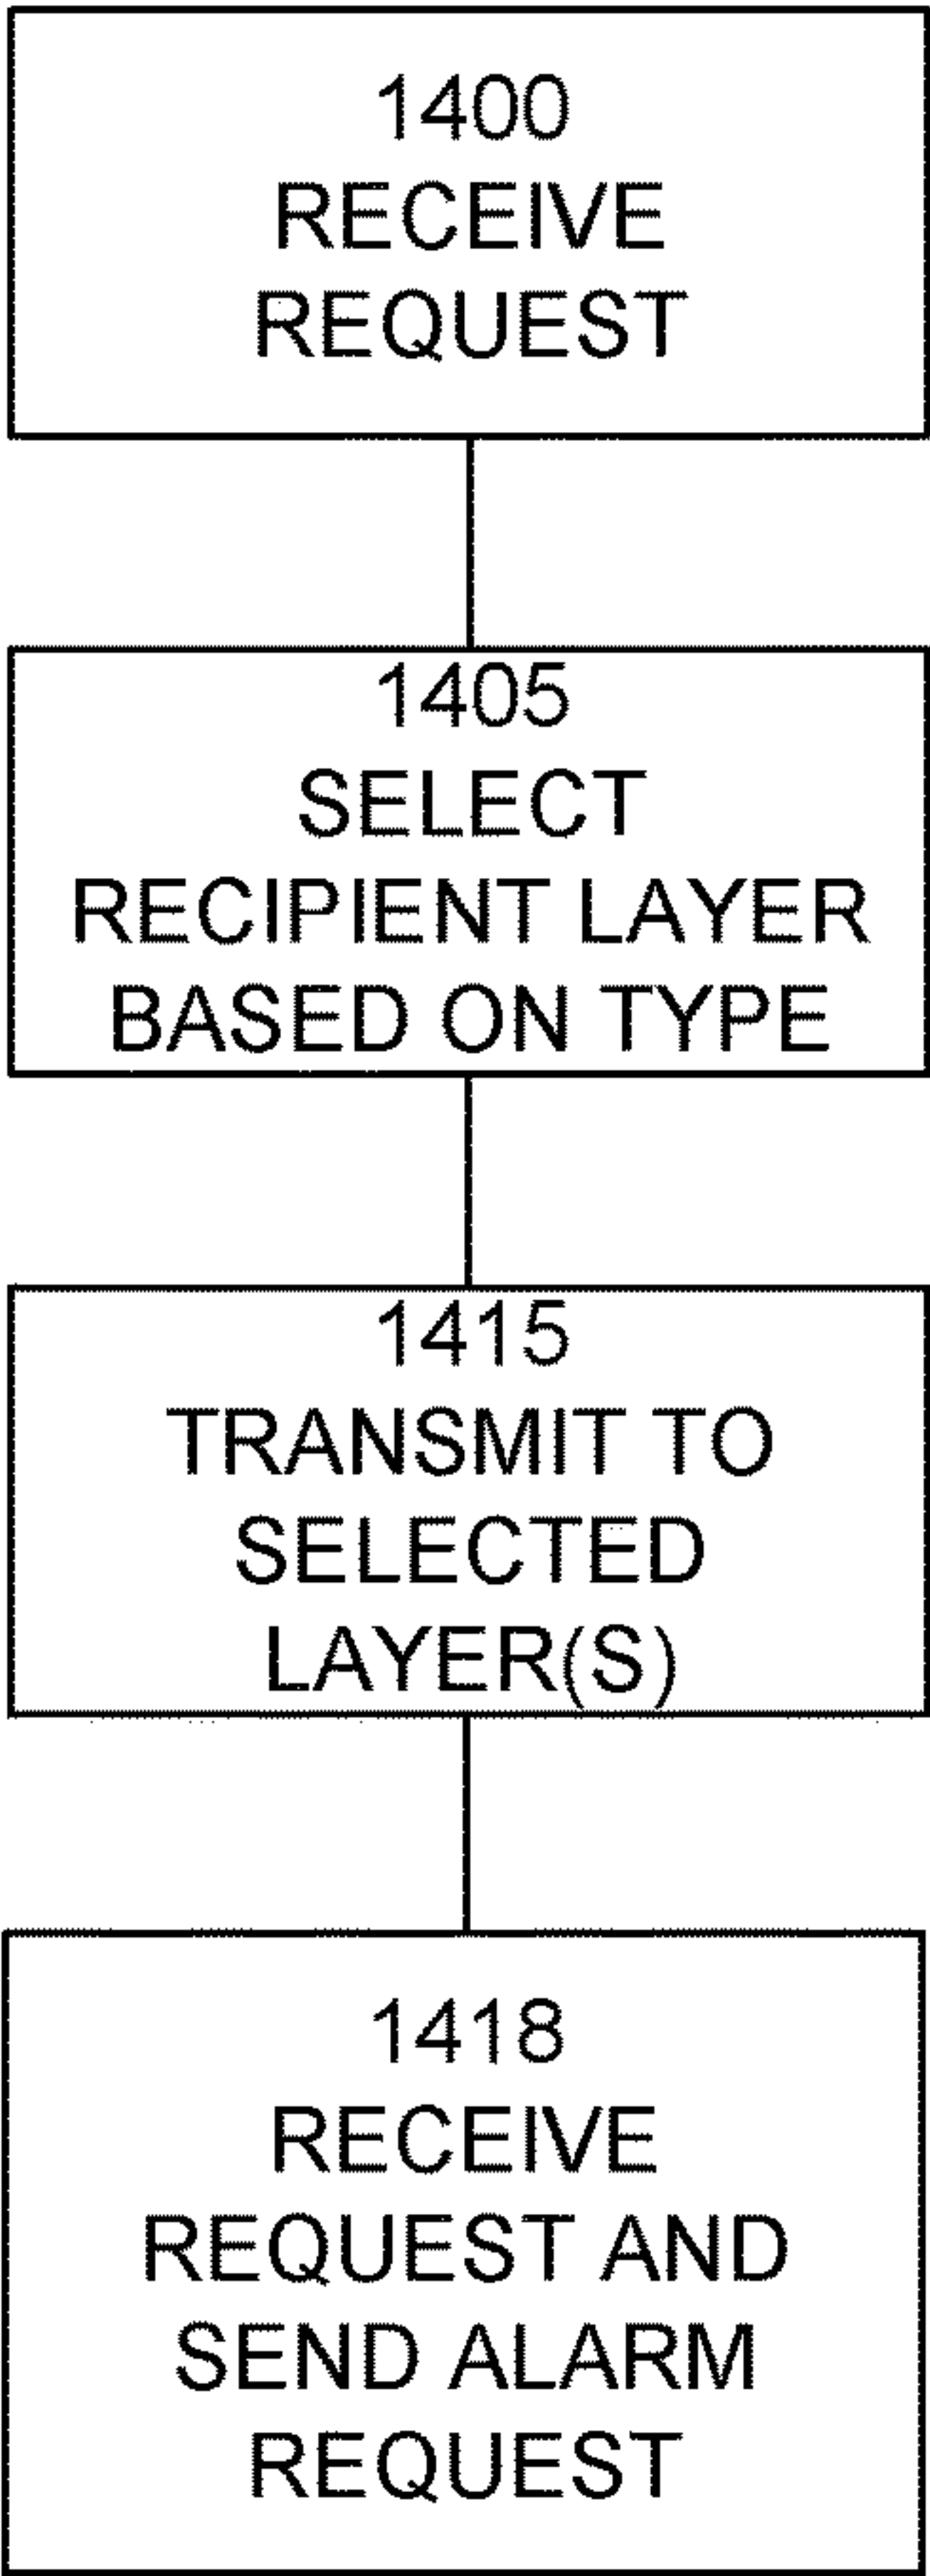 1400
RECEIVE
REQUEST
1405
SELECT
RECIPIENT LAYER
BASED ON TYPE
1415
TRANSMIT TO
SELECTED
LAYER(S)
1418
RECEIVE
REQUEST AND
SEND ALARM
REQUEST